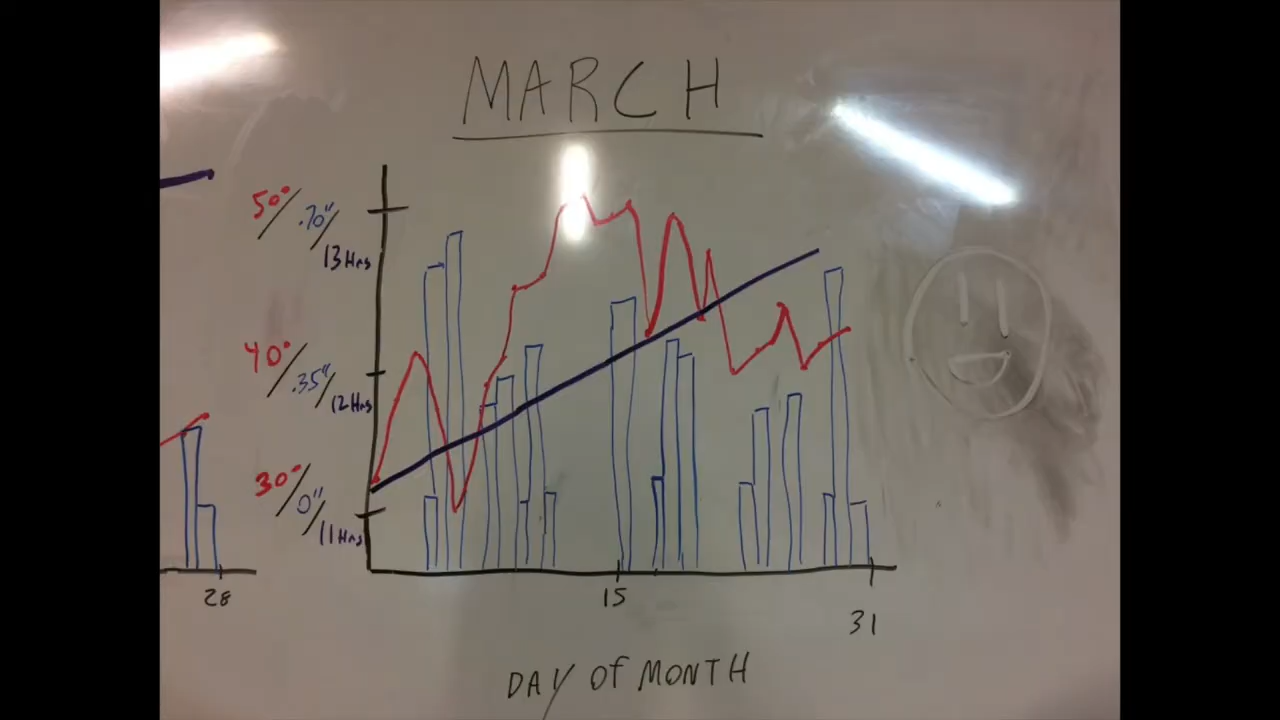 MARCH
50°/.70"/13 Hrs
40°/.35"/12 Hrs
30°/0"/11 Hrs
28
15
31
DAY OF MONTH